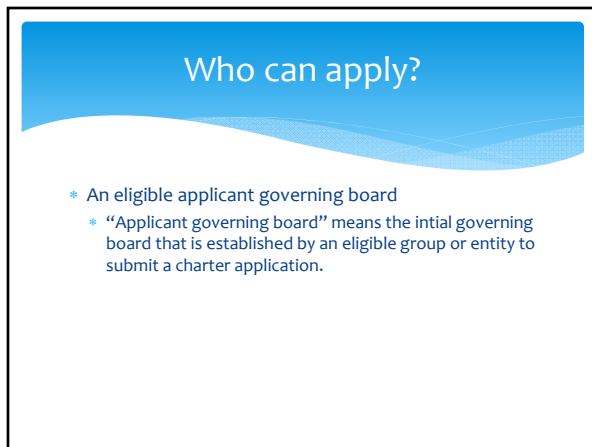 Who can apply?
* An eligible applicant governing board
* “Applicant governing board” means the intial governing
board that is established by an eligible group or entity to
submit a charter application.